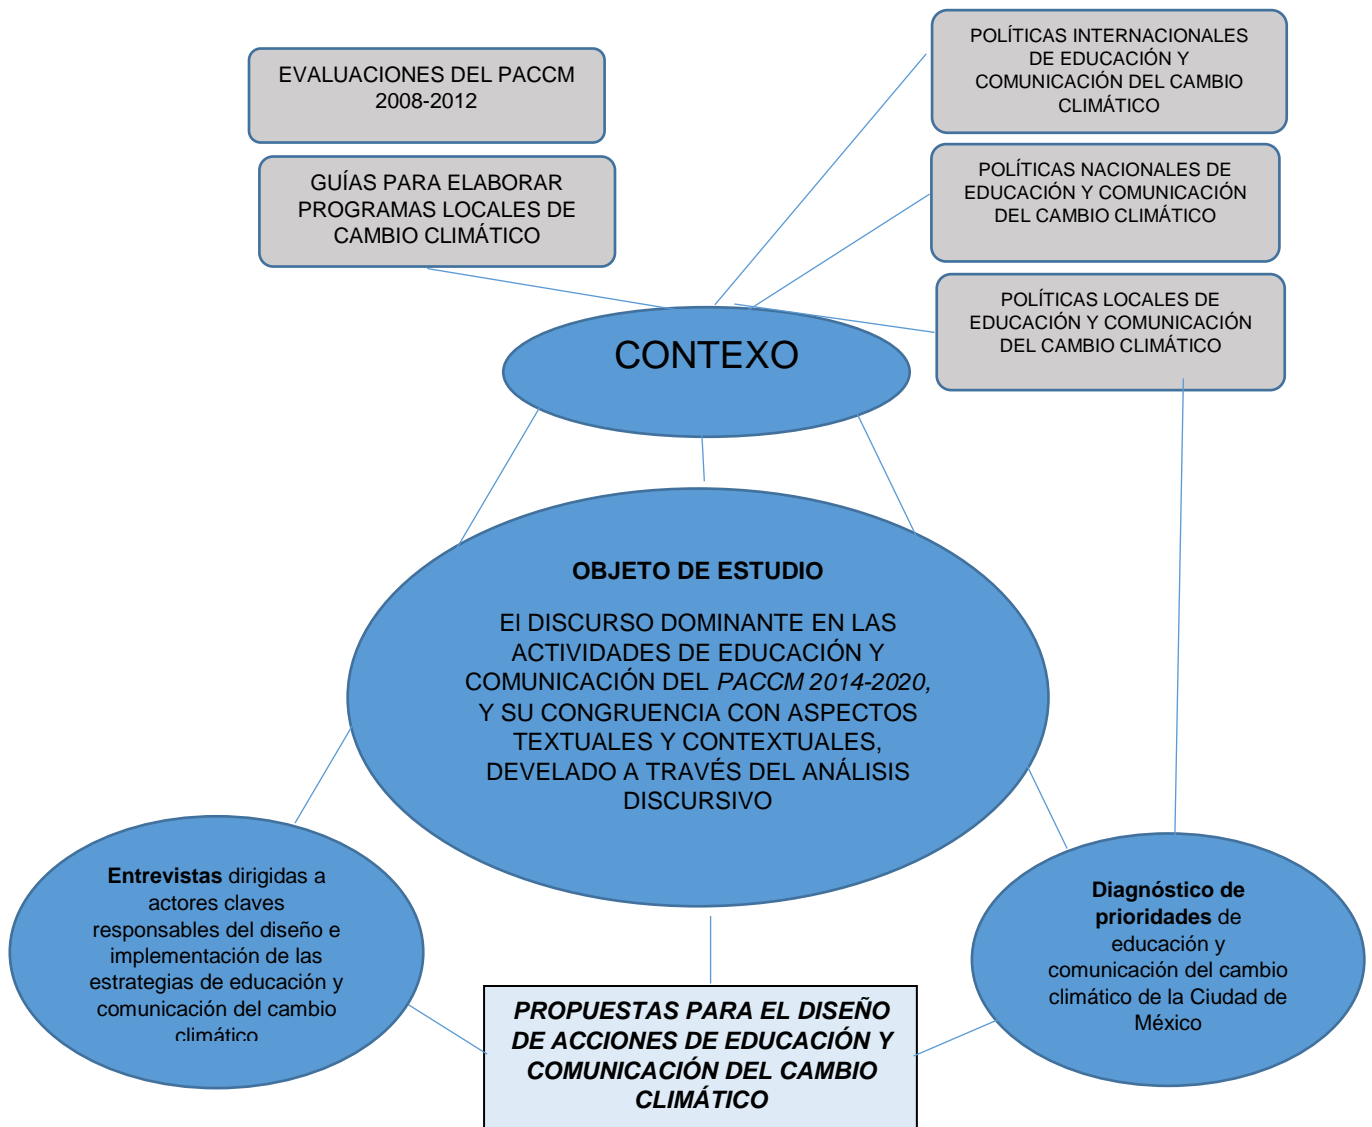 EVALUACIONES DEL PACCM
2008-2012
GUÍAS PARA ELABORAR
PROGRAMAS LOCALES DE
CAMBIO CLIMÁTICO
POLÍTICAS INTERNACIONALES
DE EDUCACIÓN Y
COMUNICACIÓN DEL CAMBIO
CLIMÁTICO
POLÍTICAS NACIONALES DE
EDUCACIÓN Y COMUNICACIÓN
DEL CAMBIO CLIMÁTICO
POLÍTICAS LOCALES DE
EDUCACIÓN Y COMUNICACIÓN
DEL CAMBIO CLIMÁTICO
CONTEXO
OBJETO DE ESTUDIO
El DISCURSO DOMINANTE EN LAS
ACTIVIDADES DE EDUCACIÓN Y
COMUNICACIÓN DEL PACCM 2014-2020,
Y SU CONGRUENCIA CON ASPECTOS
TEXTUALES Y CONTEXTUALES,
DEVELADO A TRAVÉS DEL ANÁLISIS
DISCURSIVO
Entrevistas dirigidas a
actores claves
responsables del diseño e
implementación de las
estrategias de educación y
comunicación del cambio
climático
Diagnóstico de
prioridades de
educación y
comunicación del cambio
climático de la Ciudad de
México
PROPUESTAS PARA EL DISEÑO
DE ACCIONES DE EDUCACIÓN Y
COMUNICACIÓN DEL CAMBIO
CLIMÁTICO